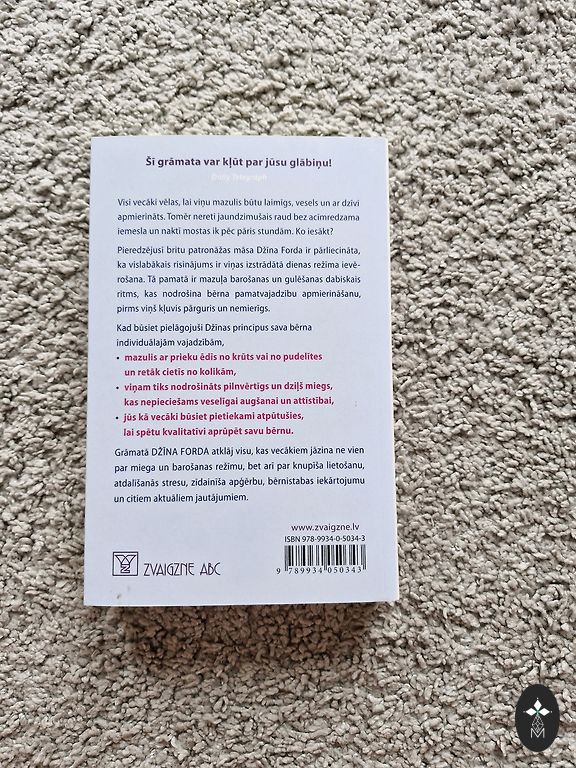 Šī grāmata var kļūt par jūsu glābiņu!
Daily Telegraph
Visi vecāki vēlas, lai viņu mazulis būtu laimīgs, vesels un ar dzīvi
apmierināts. Tomēr nereti jaundzimušais raud bez acīmredzama
iemesla un naktī mostas ik pēc pāris stundām. Ko iesākt?
Pieredzējusī britu patronāžas māsa Džīna Forda ir pārliecināta,
ka vislabākais risinājums ir viņas izstrādātā dienas režīma ievē-
rošana. Tā pamatā ir mazuļa barošanas un gulēšanas dabiskais
ritms, kas nodrošina bērna pamatvajadzību apmierināšanu,
pirms viņš kļuvis pārguris un nemierīgs.
Kad būsiet pielāgojuši Džīnas principus sava bērna
individuālajām vajadzībām,
• mazulis ar prieku ēdīs no krūts vai no pudelītes
un retāk cietīs no kolikām,
• viņam tiks nodrošināts pilnvērtīgs un dziļš miegs,
kas nepieciešams veselīgai augšanai un attīstībai,
• jūs kā vecāki būsiet pietiekami atpūtušies,
lai spētu kvalitatīvi aprūpēt savu bērnu.
Grāmatā DŽĪNA FORDA atklāj visu, kas vecākiem jāzina ne vien
par miega un barošanas režīmu, bet arī par knupīša lietošanu,
atdalīšanās stresu, zīdainīša apģērbu, bērnistabas iekārtojumu
un citiem aktuāliem jautājumiem.
www.zvaigzne.lv
ISBN 978-9934-0-5034-3
ZVAIGZNE ABC
9 789934 050343
M